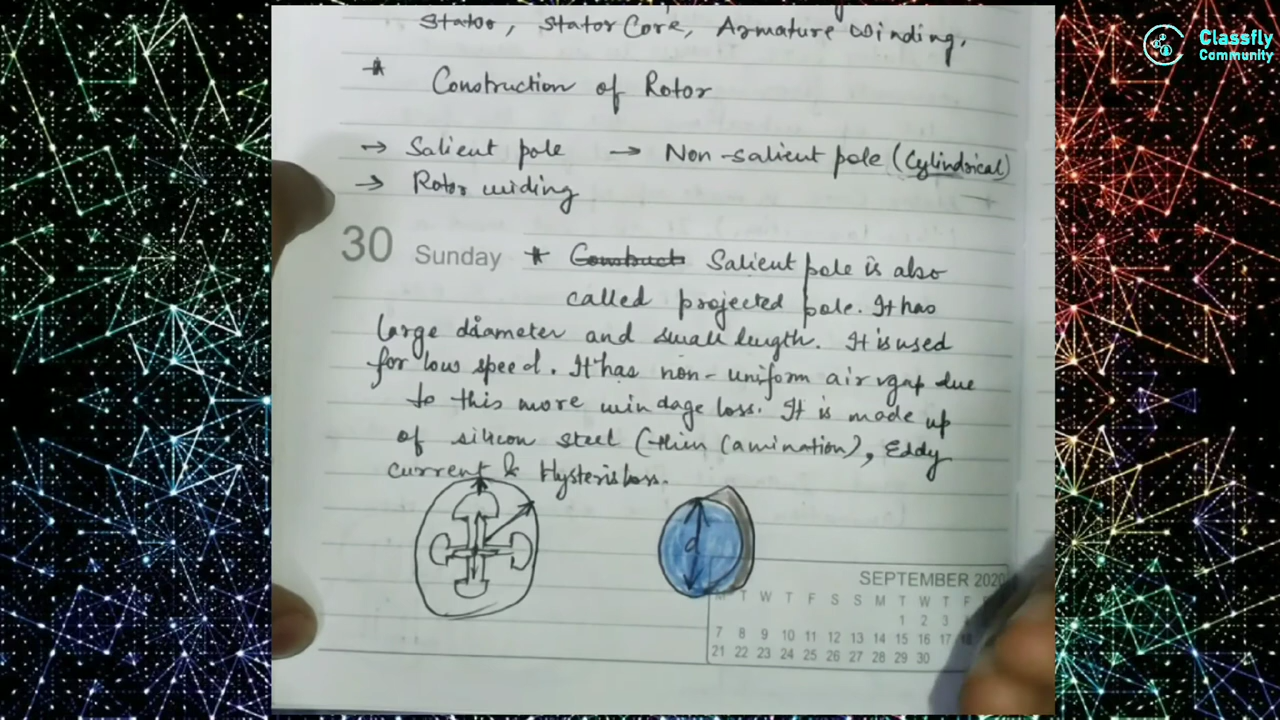 Stator, Stator Core, Armature winding.
* Construction of Rotor
→ Salient pole → Non-salient pole (Cylindrical)
→ Rotor widing
30 Sunday * Construct Salient pole is also
called projected pole. It has
large diameter and small length. It is used
for low speed. It has non-uniform air gap due
to this more windage loss. It is made up
of silicon steel (thin lamination), Eddy
current & Hysteris loss.
d
SEPTEMBER 2020
M T W T F S S M T W T F
1 2 3
7 8 9 10 11 12 13 14 15 16 17 18
21 22 23 24 25 26 27 28 29 30
Classfly
Community